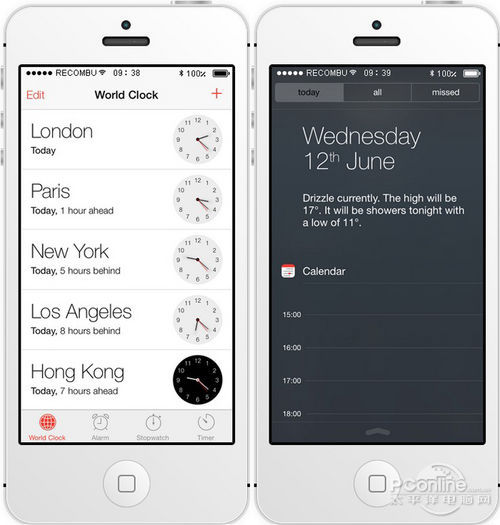 ●●●●● RECOMBU 09:38 100%
Edit World Clock +
London
Today
Paris
Today, 1 hour ahead
New York
Today, 5 hours behind
Los Angeles
Today, 8 hours behind
Hong Kong
Today, 7 hours ahead
World Clock Alarm Stopwatch Timer
●●●●● RECOMBU 09:39 100%
today all missed
Wednesday
12th June
Drizzle currently. The high will be
17°. It will be showers tonight with
a low of 11°.
Calendar
15:00
16:00
17:00
18:00
Pconline
太平洋电脑网